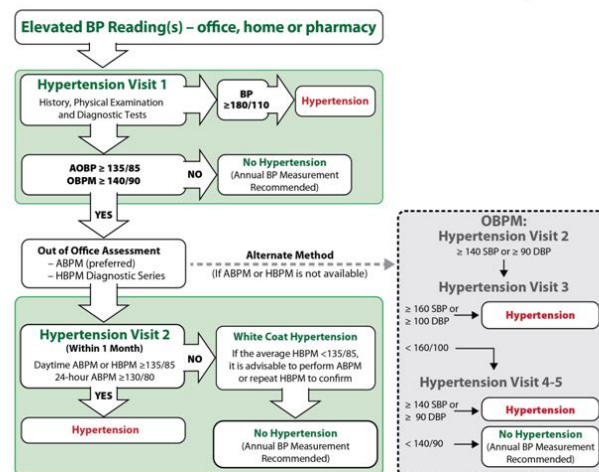 Elevated BP Reading(s) – office, home or pharmacy
Hypertension Visit 1
History, Physical Examination
and Diagnostic Tests
BP
≥180/110
Hypertension
AOBP ≥ 135/85
OBPM ≥ 140/90
NO
No Hypertension
(Annual BP Measurement
Recommended)
YES
Out of Office Assessment
– ABPM (preferred)
– HBPM Diagnostic Series
Alternate Method
(If ABPM or HBPM is not available)
Hypertension Visit 2
(Within 1 Month)
Daytime ABPM or HBPM ≥135/85
24-hour ABPM ≥130/80
NO
White Coat Hypertension
If the average HBPM <135/85,
it is advisable to perform ABPM
or repeat HBPM to confirm
YES
Hypertension
No Hypertension
(Annual BP Measurement
Recommended)
OBPM:
Hypertension Visit 2
≥ 140 SBP or ≥ 90 DBP
Hypertension Visit 3
≥ 160 SBP or
≥ 100 DBP
Hypertension
< 160/100
Hypertension Visit 4-5
≥ 140 SBP or
≥ 90 DBP
Hypertension
< 140/90
No Hypertension
(Annual BP Measurement
Recommended)